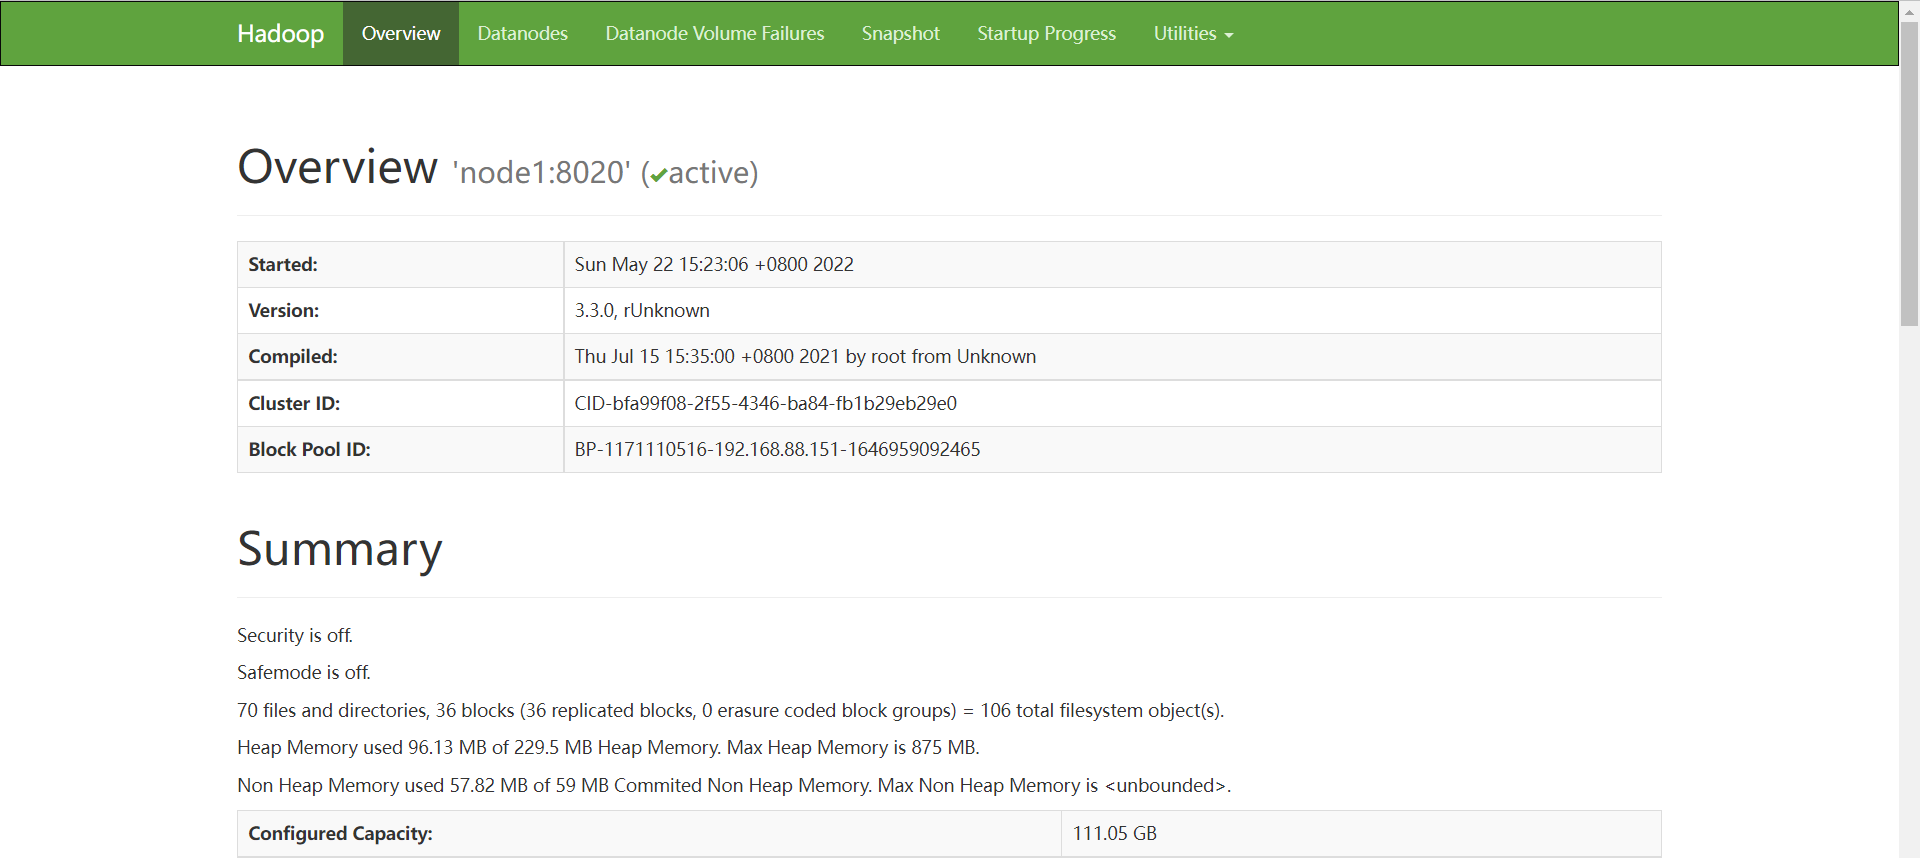 Hadoop Overview Datanodes Datanode Volume Failures Snapshot Startup Progress Utilities
Overview 'node1:8020' (✔active)
Started: Sun May 22 15:23:06 +0800 2022
Version: 3.3.0, rUnknown
Compiled: Thu Jul 15 15:35:00 +0800 2021 by root from Unknown
Cluster ID: CID-bfa99f08-2f55-4346-ba84-fb1b29eb29e0
Block Pool ID: BP-1171110516-192.168.88.151-1646959092465
Summary
Security is off.
Safemode is off.
70 files and directories, 36 blocks (36 replicated blocks, 0 erasure coded block groups) = 106 total filesystem object(s).
Heap Memory used 96.13 MB of 229.5 MB Heap Memory. Max Heap Memory is 875 MB.
Non Heap Memory used 57.82 MB of 59 MB Commited Non Heap Memory. Max Non Heap Memory is <unbounded>.
Configured Capacity: 111.05 GB